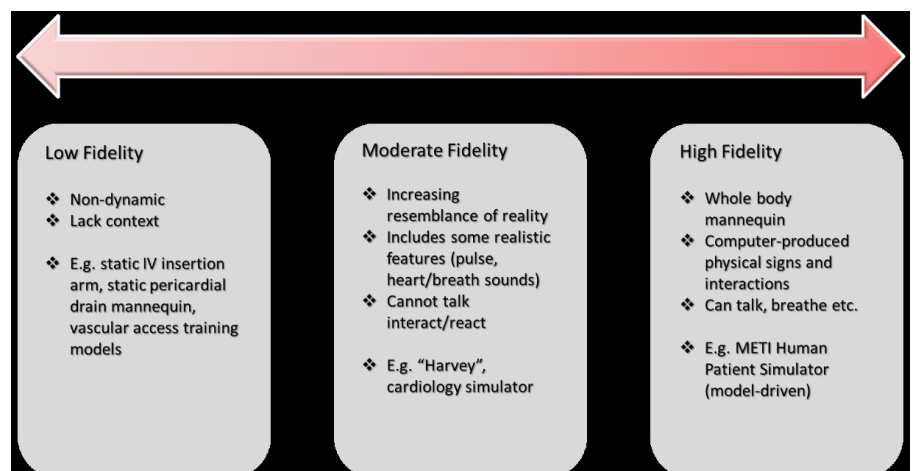 Low Fidelity
❖ Non-dynamic
❖ Lack context
❖ E.g. static IV insertion
arm, static pericardial
drain mannequin,
vascular access training
models
Moderate Fidelity
❖ Increasing
resemblance of reality
❖ Includes some realistic
features (pulse,
heart/breath sounds)
❖ Cannot talk
interact/react
❖ E.g. “Harvey”,
cardiology simulator
High Fidelity
❖ Whole body
mannequin
❖ Computer-produced
physical signs and
interactions
❖ Can talk, breathe etc.
❖ E.g. METI Human
Patient Simulator
(model-driven)